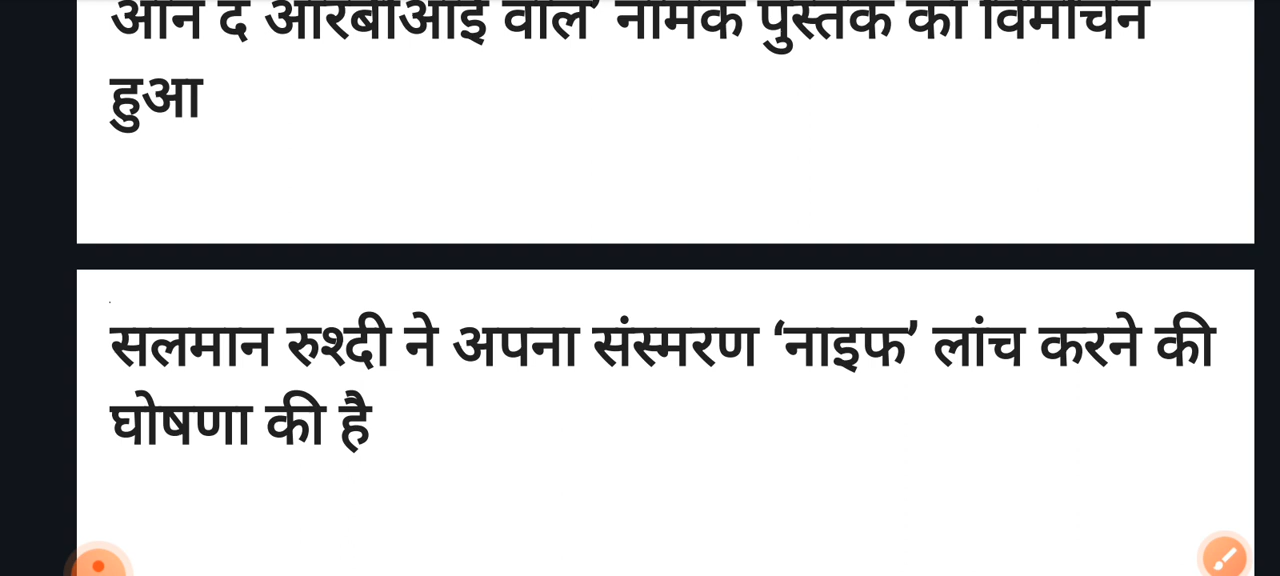 ऑन द आरबीआई वॉल’ नामक पुस्तक का विमोचन
हुआ
सलमान रुश्दी ने अपना संस्मरण ‘नाइफ’ लांच करने की
घोषणा की है